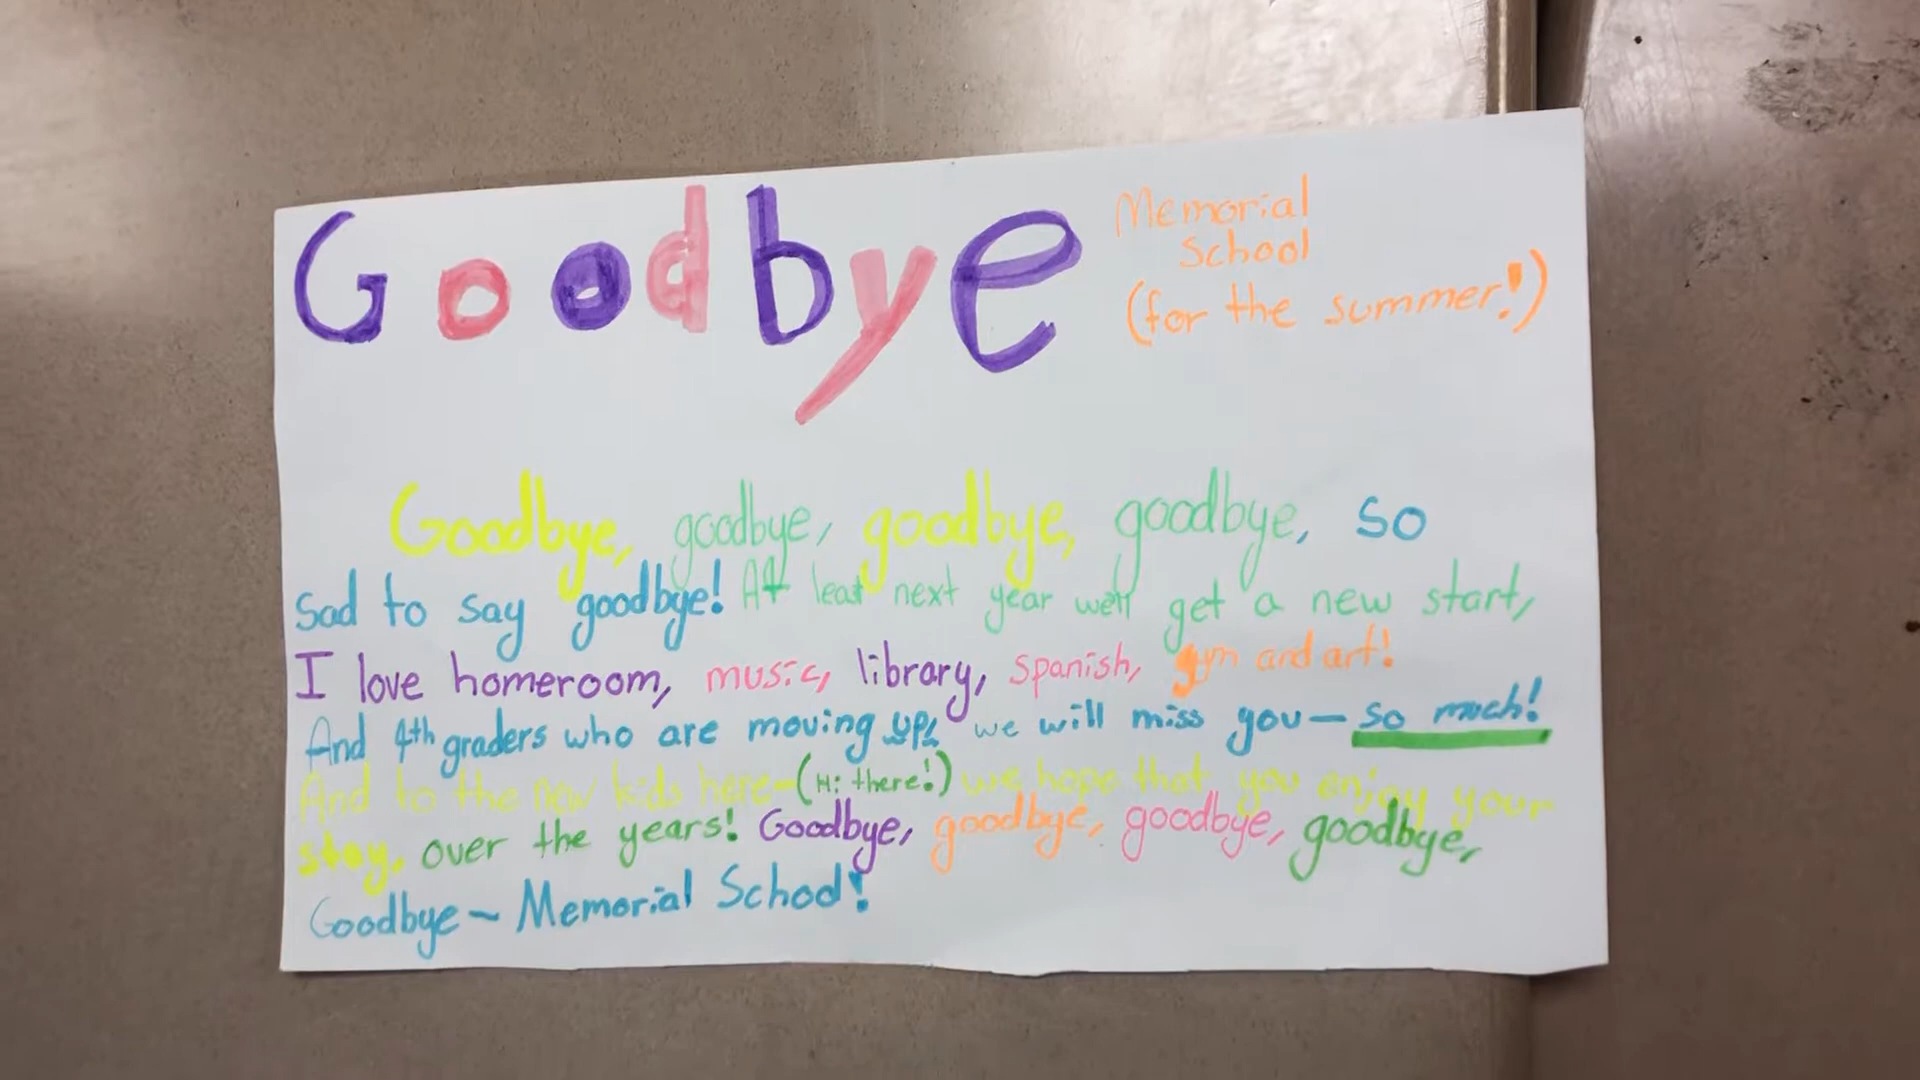 Goodbye
Memorial
School
(for the summer!)
Goodbye, goodbye, goodbye, goodbye, so
sad to say goodbye! At leat next year we'll get a new start,
I love homeroom, music, library, Spanish, gym and art!
And 4th graders who are moving up, we will miss you—so much!
And to the new kids here-(Hi there!) we hope that you enjoy your
stay, over the years! Goodbye, goodbye, goodbye, goodbye,
Goodbye~ Memorial School!